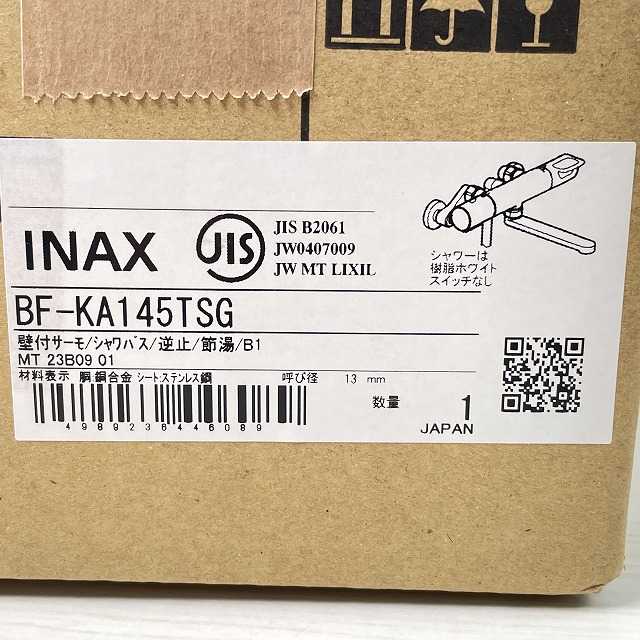 INAX
JIS
JIS B2061
JW0407009
JW MT LIXIL
シャワーは
樹脂ホワイト
スイッチなし
BF-KA145TSG
壁付サーモ/シャワバス/逆止/節湯/B1
MT 23B09 01
材料表示 胴:銅合金 シート:ステンレス鋼 呼び径 13 mm
数量 1
4989236446089
JAPAN